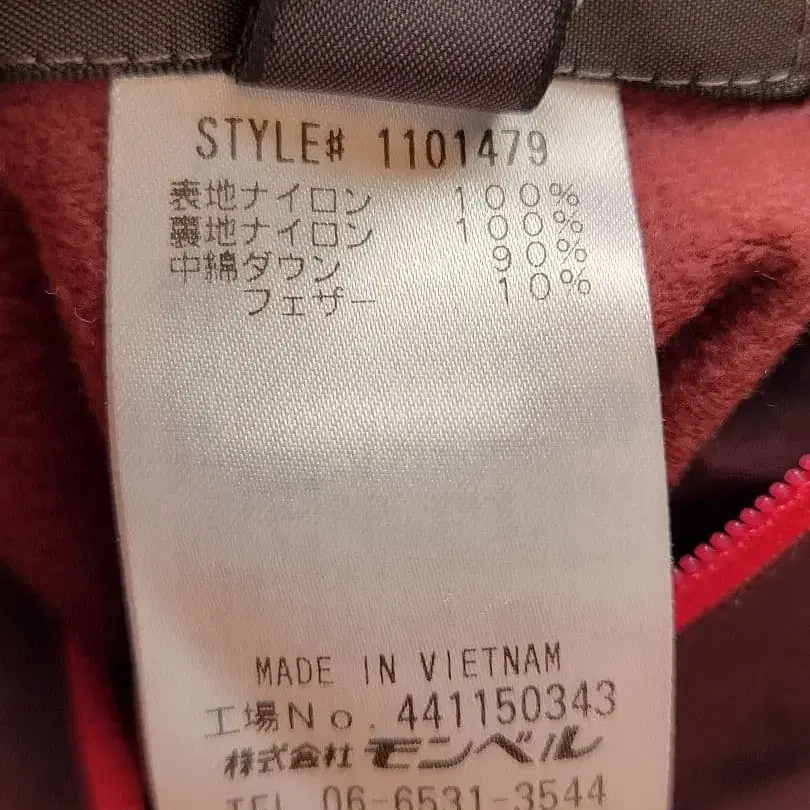 STYLE# 1101479
表地ナイロン 100%
裏地ナイロン 100%
中綿ダウン 90%
フェザー 10%
MADE IN VIETNAM
工場No. 441150343
株式会社 モンベル
TEL 06-6531-3544